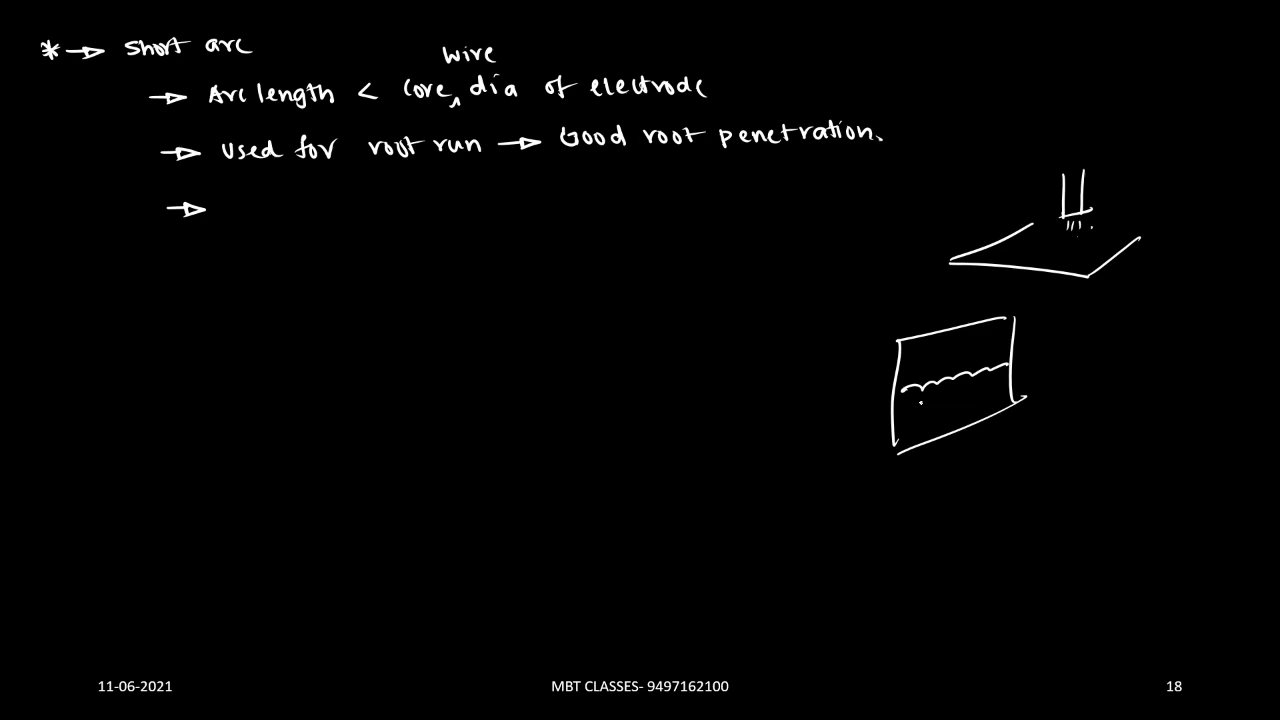 * → Short arc
→ Arc length < core wire dia of electrode
→ Used for root run → Good root penetration.
→
11-06-2021 MBT CLASSES- 9497162100 18